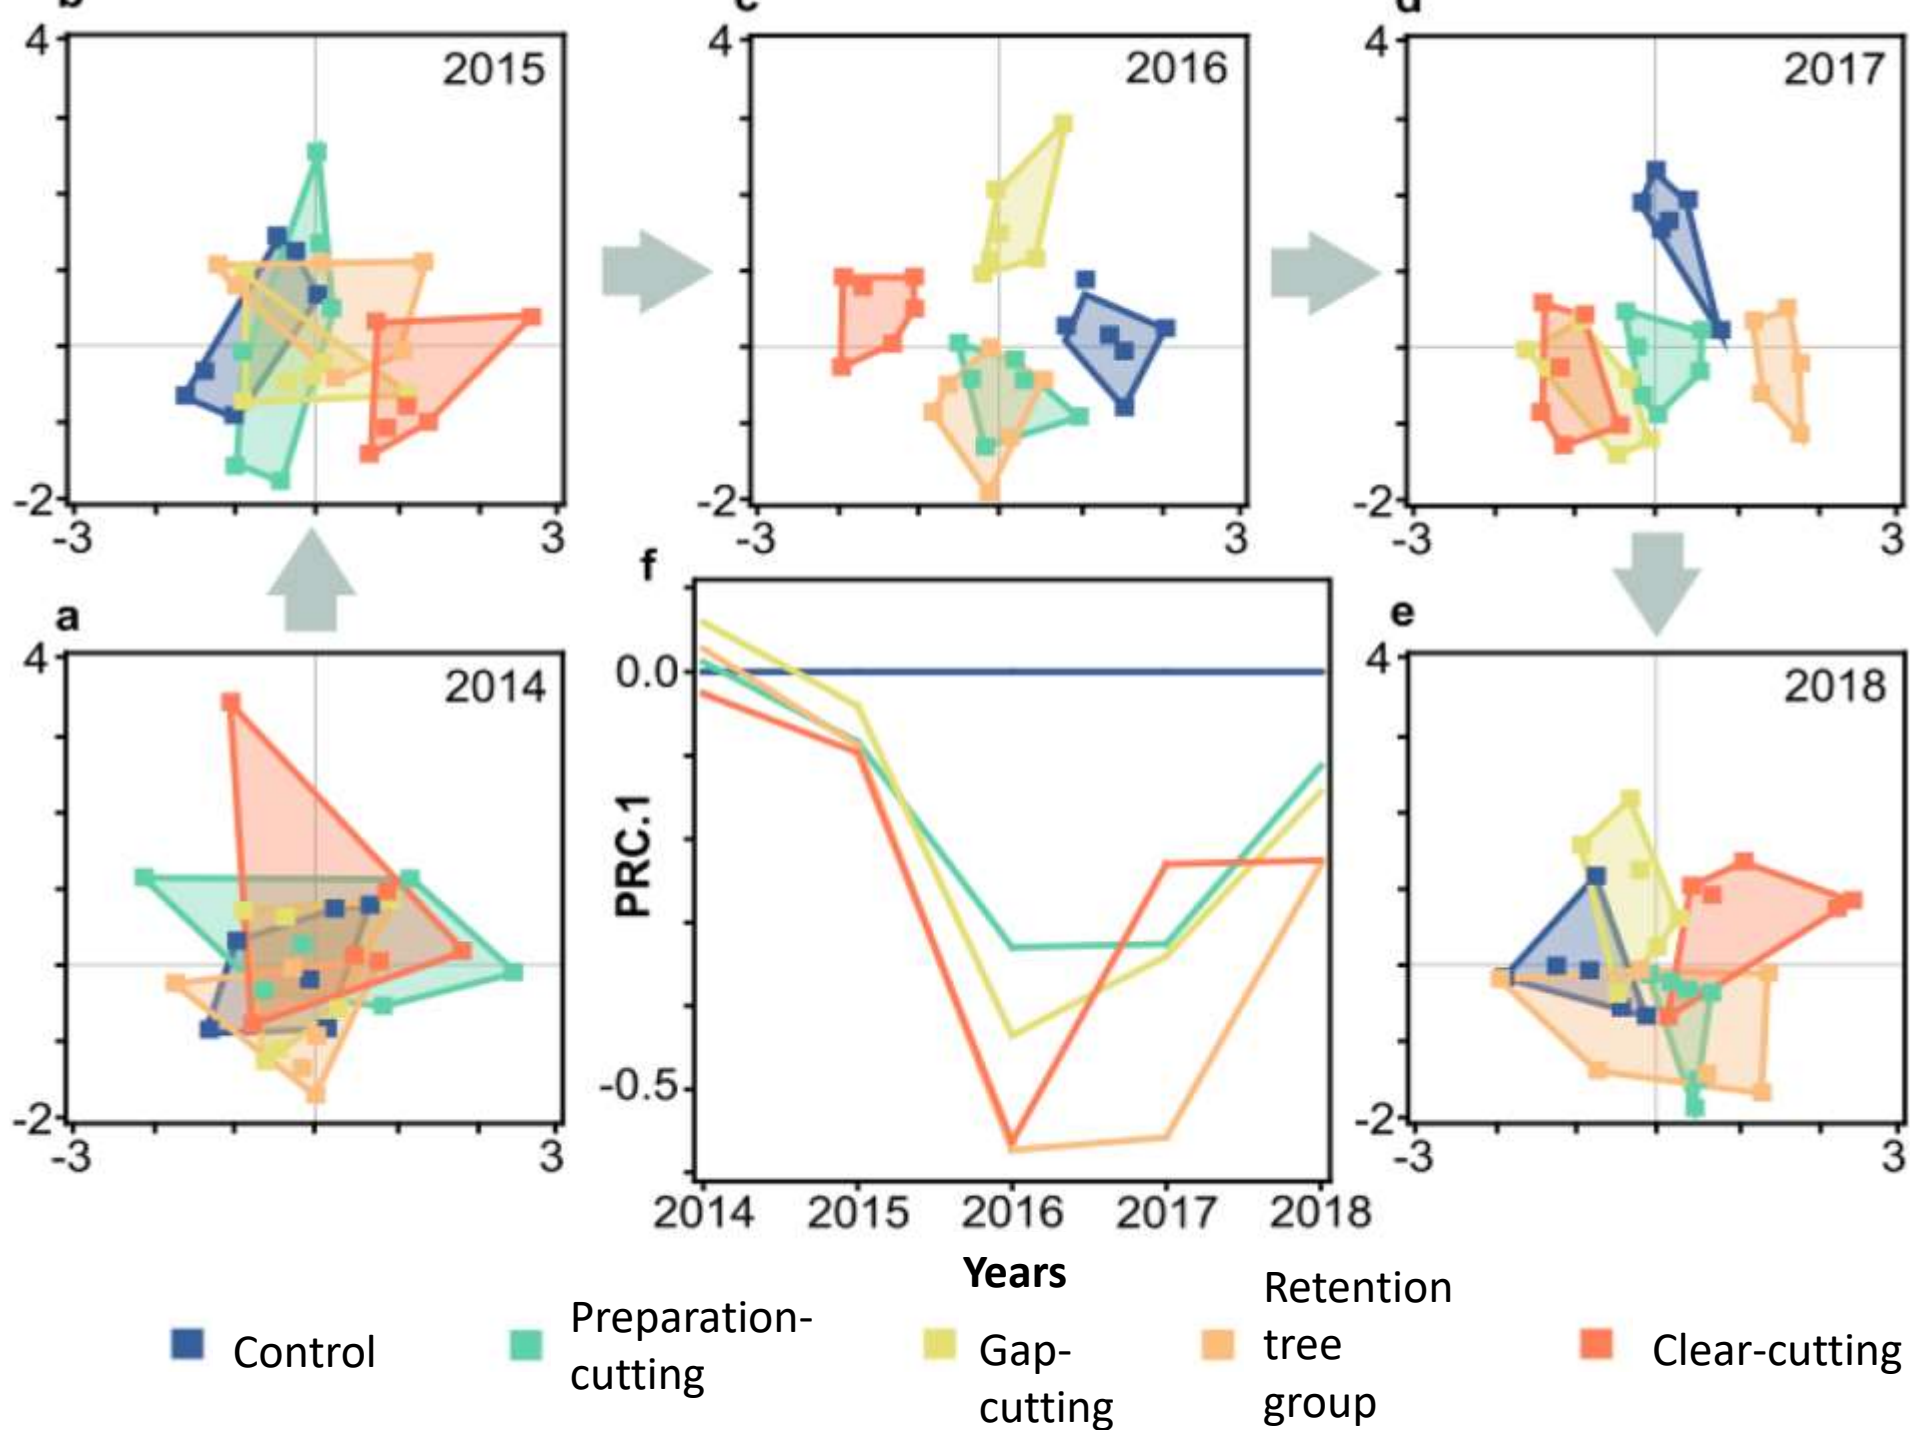 b
c
d
4
2015
4
2016
4
2017
-2
-2
-2
-3
3
-3
3
-3
3
a
f
e
4
2014
0.0
4
2018
PRC.1
-0.5
-2
-2
-3
3
-3
3
2014
2015
2016
2017
2018
Years
Control
Preparation-
cutting
Gap-
cutting
Retention
tree
group
Clear-cutting